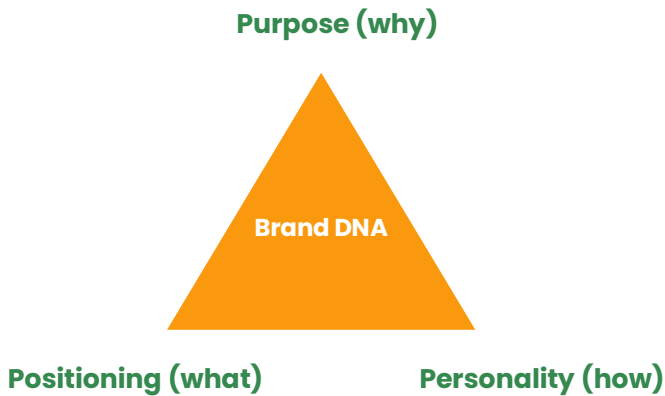 Purpose (why)
Brand DNA
Positioning (what)
Personality (how)